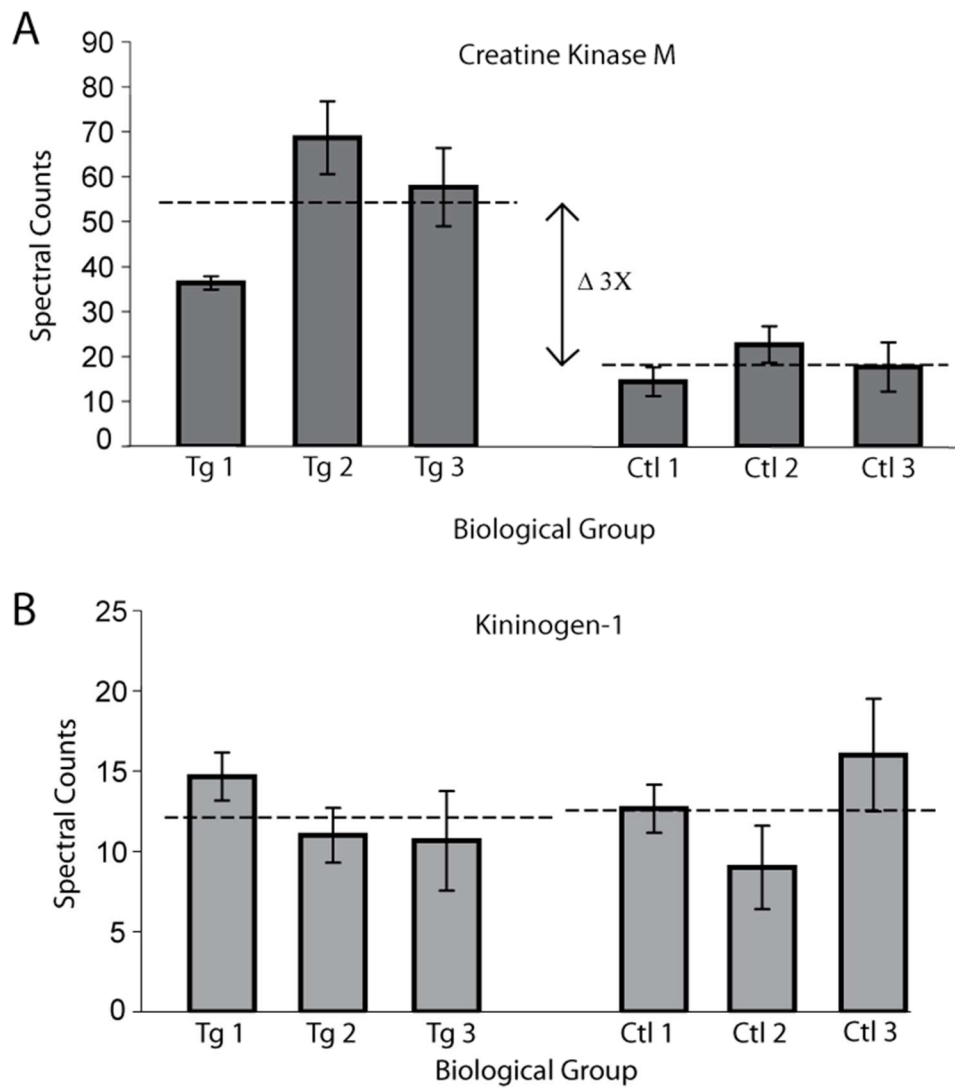 A
Creatine Kinase M
90
80
70
60
50
40
30
20
10
0
Spectral Counts
Δ 3X
Tg 1 Tg 2 Tg 3 Ctl 1 Ctl 2 Ctl 3
Biological Group
B
Kininogen-1
25
20
15
10
5
0
Spectral Counts
Tg 1 Tg 2 Tg 3 Ctl 1 Ctl 2 Ctl 3
Biological Group